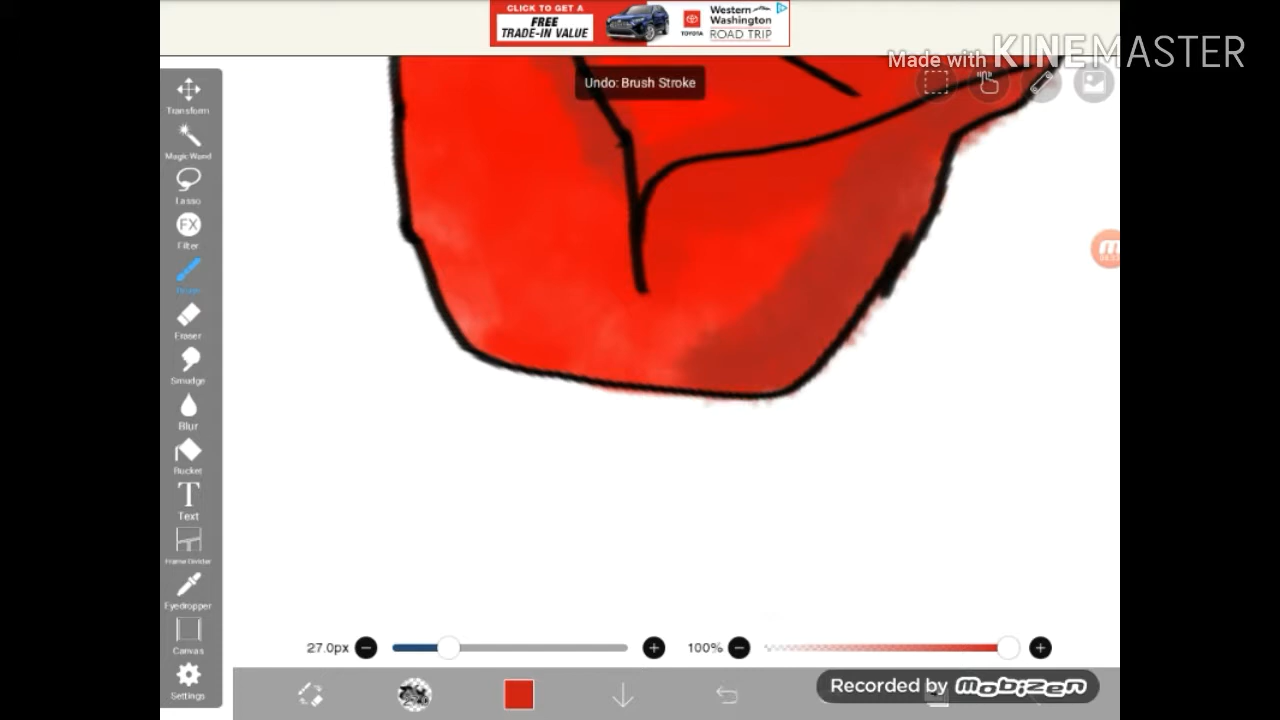 CLICK TO GET A
FREE
TRADE-IN VALUE
TOYOTA
Western
Washington
ROAD TRIP
Made with KINEMASTER
Undo: Brush Stroke
Transform
Magic Wand
Lasso
FX
Filter
Eraser
Smudge
Blur
Bucket
T
Text
Frame Divider
Eyedropper
Canvas
Settings
27.0px
100%
Recorded by mobizen